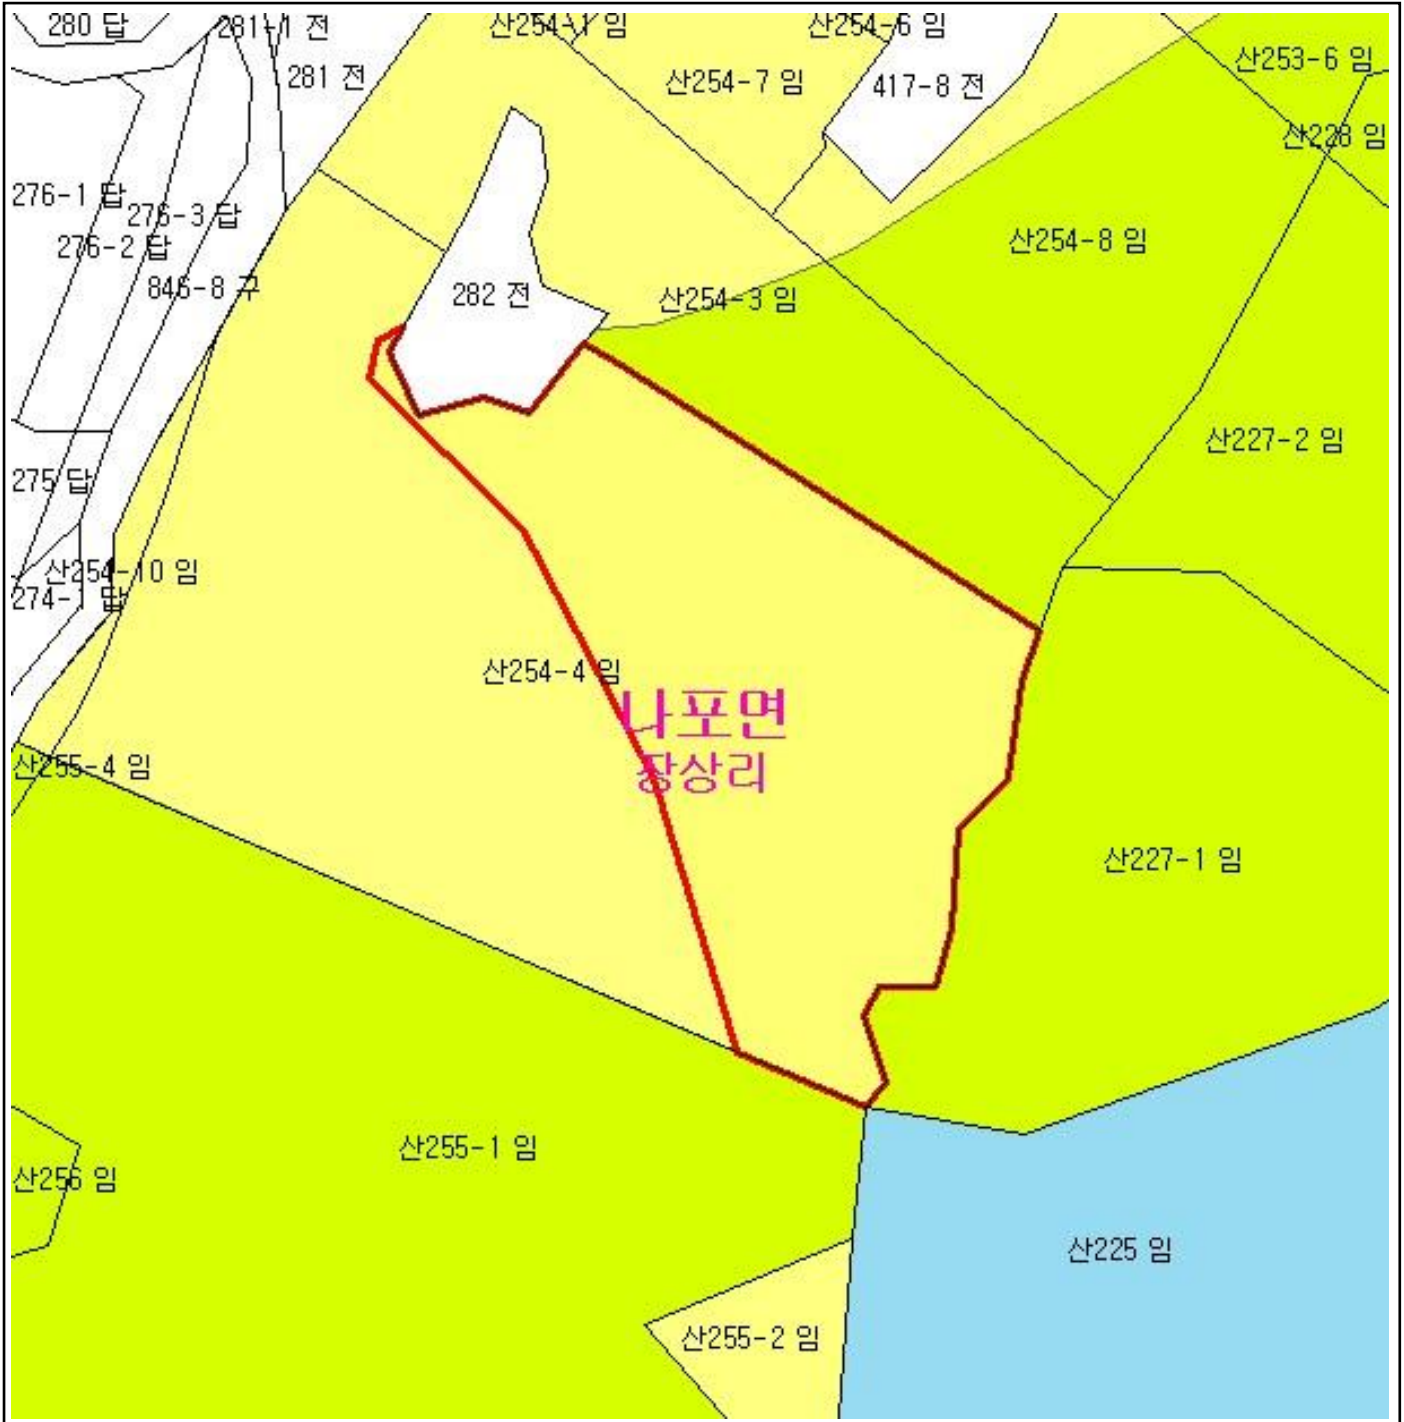 280 답
281-1 전
산254-1 임
산254-6 임
281 전
산254-7 임
417-8 전
산253-6 임
산228 임
276-1 답
276-3 답
276-2 답
산254-8 임
846-8 구
282 전
산254-3 임
산227-2 임
275 답
산254-10 임
274-1 답
산254-4 임
나포면
장상리
산255-4 임
산227-1 임
산255-1 임
산256 임
산225 임
산255-2 임